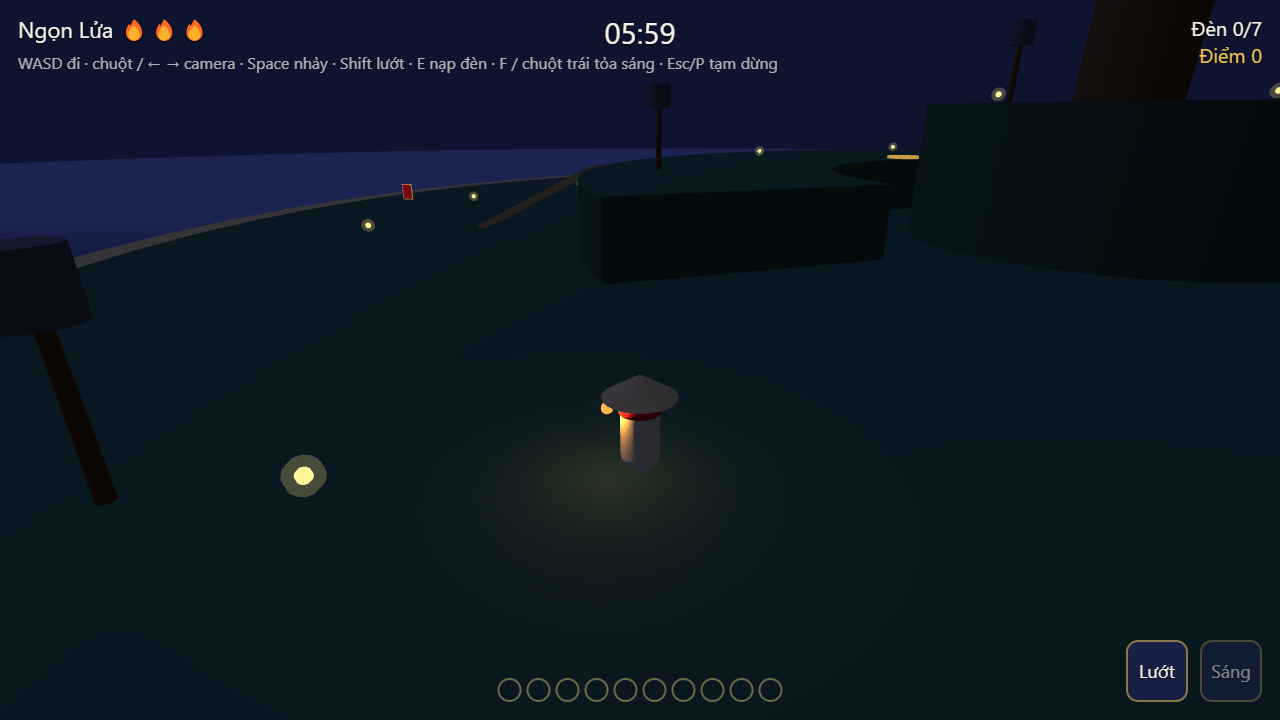 Ngọn Lửa 🔥 🔥 🔥
05:59
Đèn 0/7
WASD đi · chuột / ← → camera · Space nhảy · Shift lướt · E nạp đèn · F / chuột trái tỏa sáng · Esc/P tạm dừng
Điểm 0
Lướt
Sáng